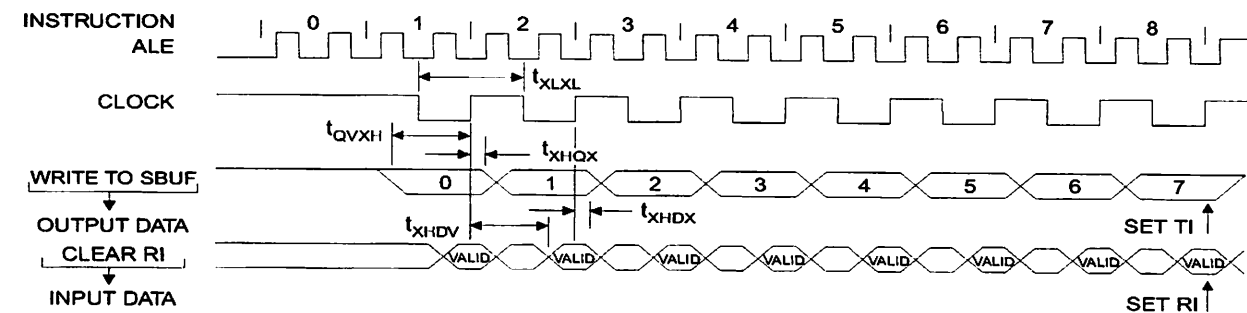 INSTRUCTION 0 1 2 3 4 5 6 7 8
ALE
tXLXL
CLOCK
tQVXH
tXHQX
WRITE TO SBUF 0 1 2 3 4 5 6 7
tXHDX
OUTPUT DATA SET TI
tXHDV
CLEAR RI VALID VALID VALID VALID VALID VALID VALID VALID
INPUT DATA SET RI